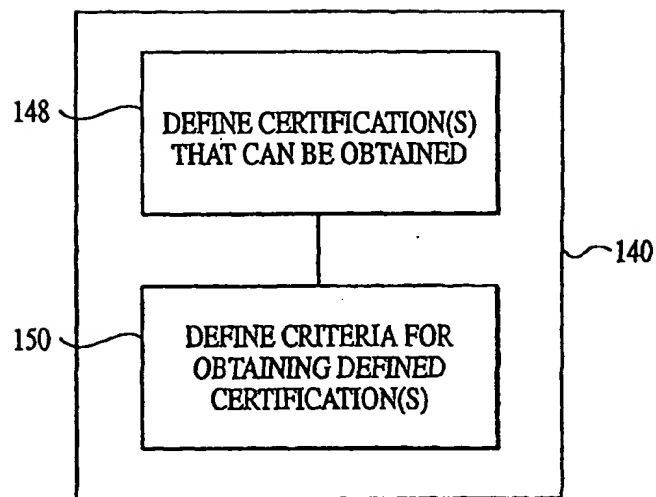 148
DEFINE CERTIFICATION(S)
THAT CAN BE OBTAINED
140
150
DEFINE CRITERIA FOR
OBTAINING DEFINED
CERTIFICATION(S)